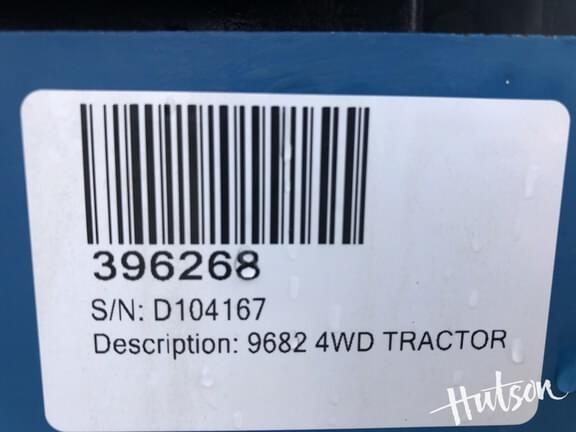 396268
S/N: D104167
Description: 9682 4WD TRACTOR
Hutson